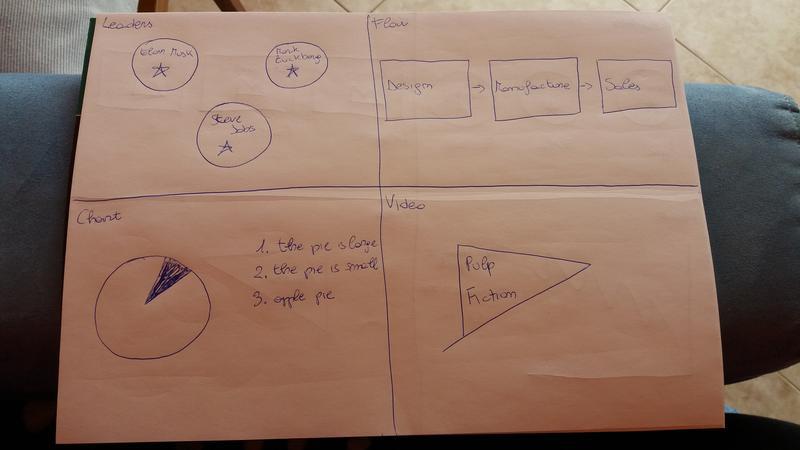 Leaders
Elon Musk
Mark
Zuckberg
Steve
Jobs
Flow
Design
Manufacture
Sales
Chart
1. the pie is large
2. the pie is small
3. apple pie
Video
Pulp
Fiction